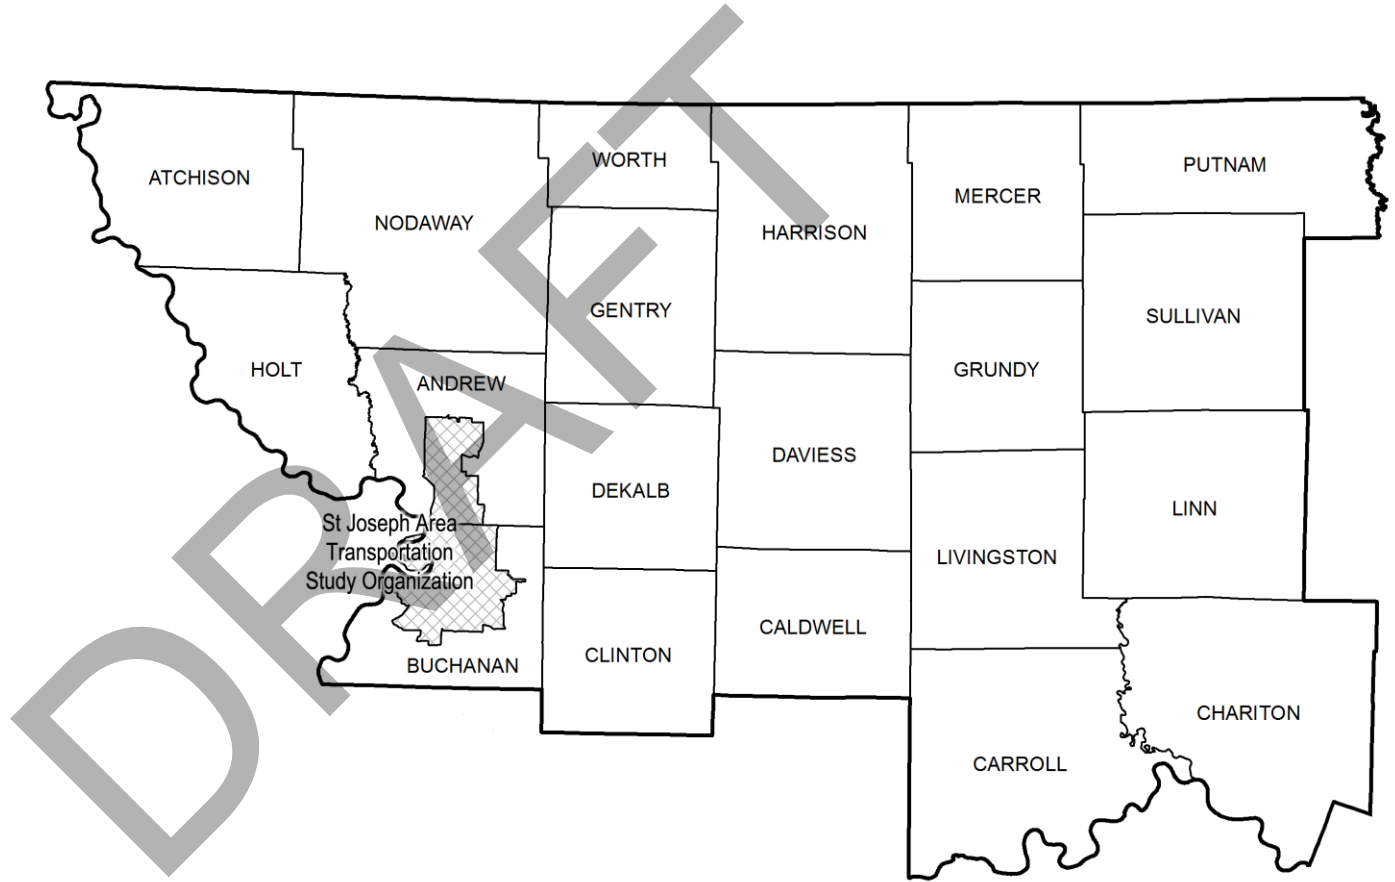 DRAFT
ATCHISON
NODAWAY
WORTH
HARRISON
MERCER
PUTNAM
HOLT
GENTRY
SULLIVAN
ANDREW
GRUNDY
DAVIESS
DEKALB
LINN
St Joseph Area
Transportation
Study Organization
LIVINGSTON
CALDWELL
BUCHANAN
CLINTON
CHARITON
CARROLL